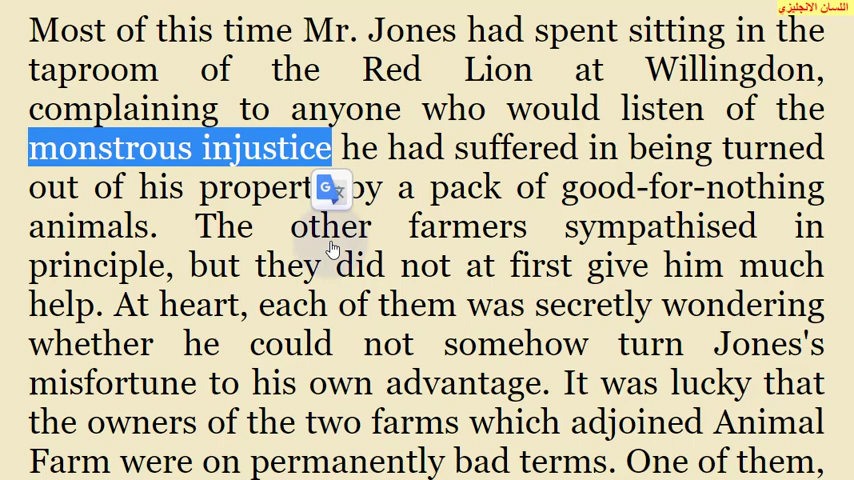 اللسان الانجليزي
Most of this time Mr. Jones had spent sitting in the
taproom of the Red Lion at Willingdon,
complaining to anyone who would listen of the
monstrous injustice he had suffered in being turned
out of his property by a pack of good-for-nothing
animals. The other farmers sympathised in
principle, but they did not at first give him much
help. At heart, each of them was secretly wondering
whether he could not somehow turn Jones's
misfortune to his own advantage. It was lucky that
the owners of the two farms which adjoined Animal
Farm were on permanently bad terms. One of them,